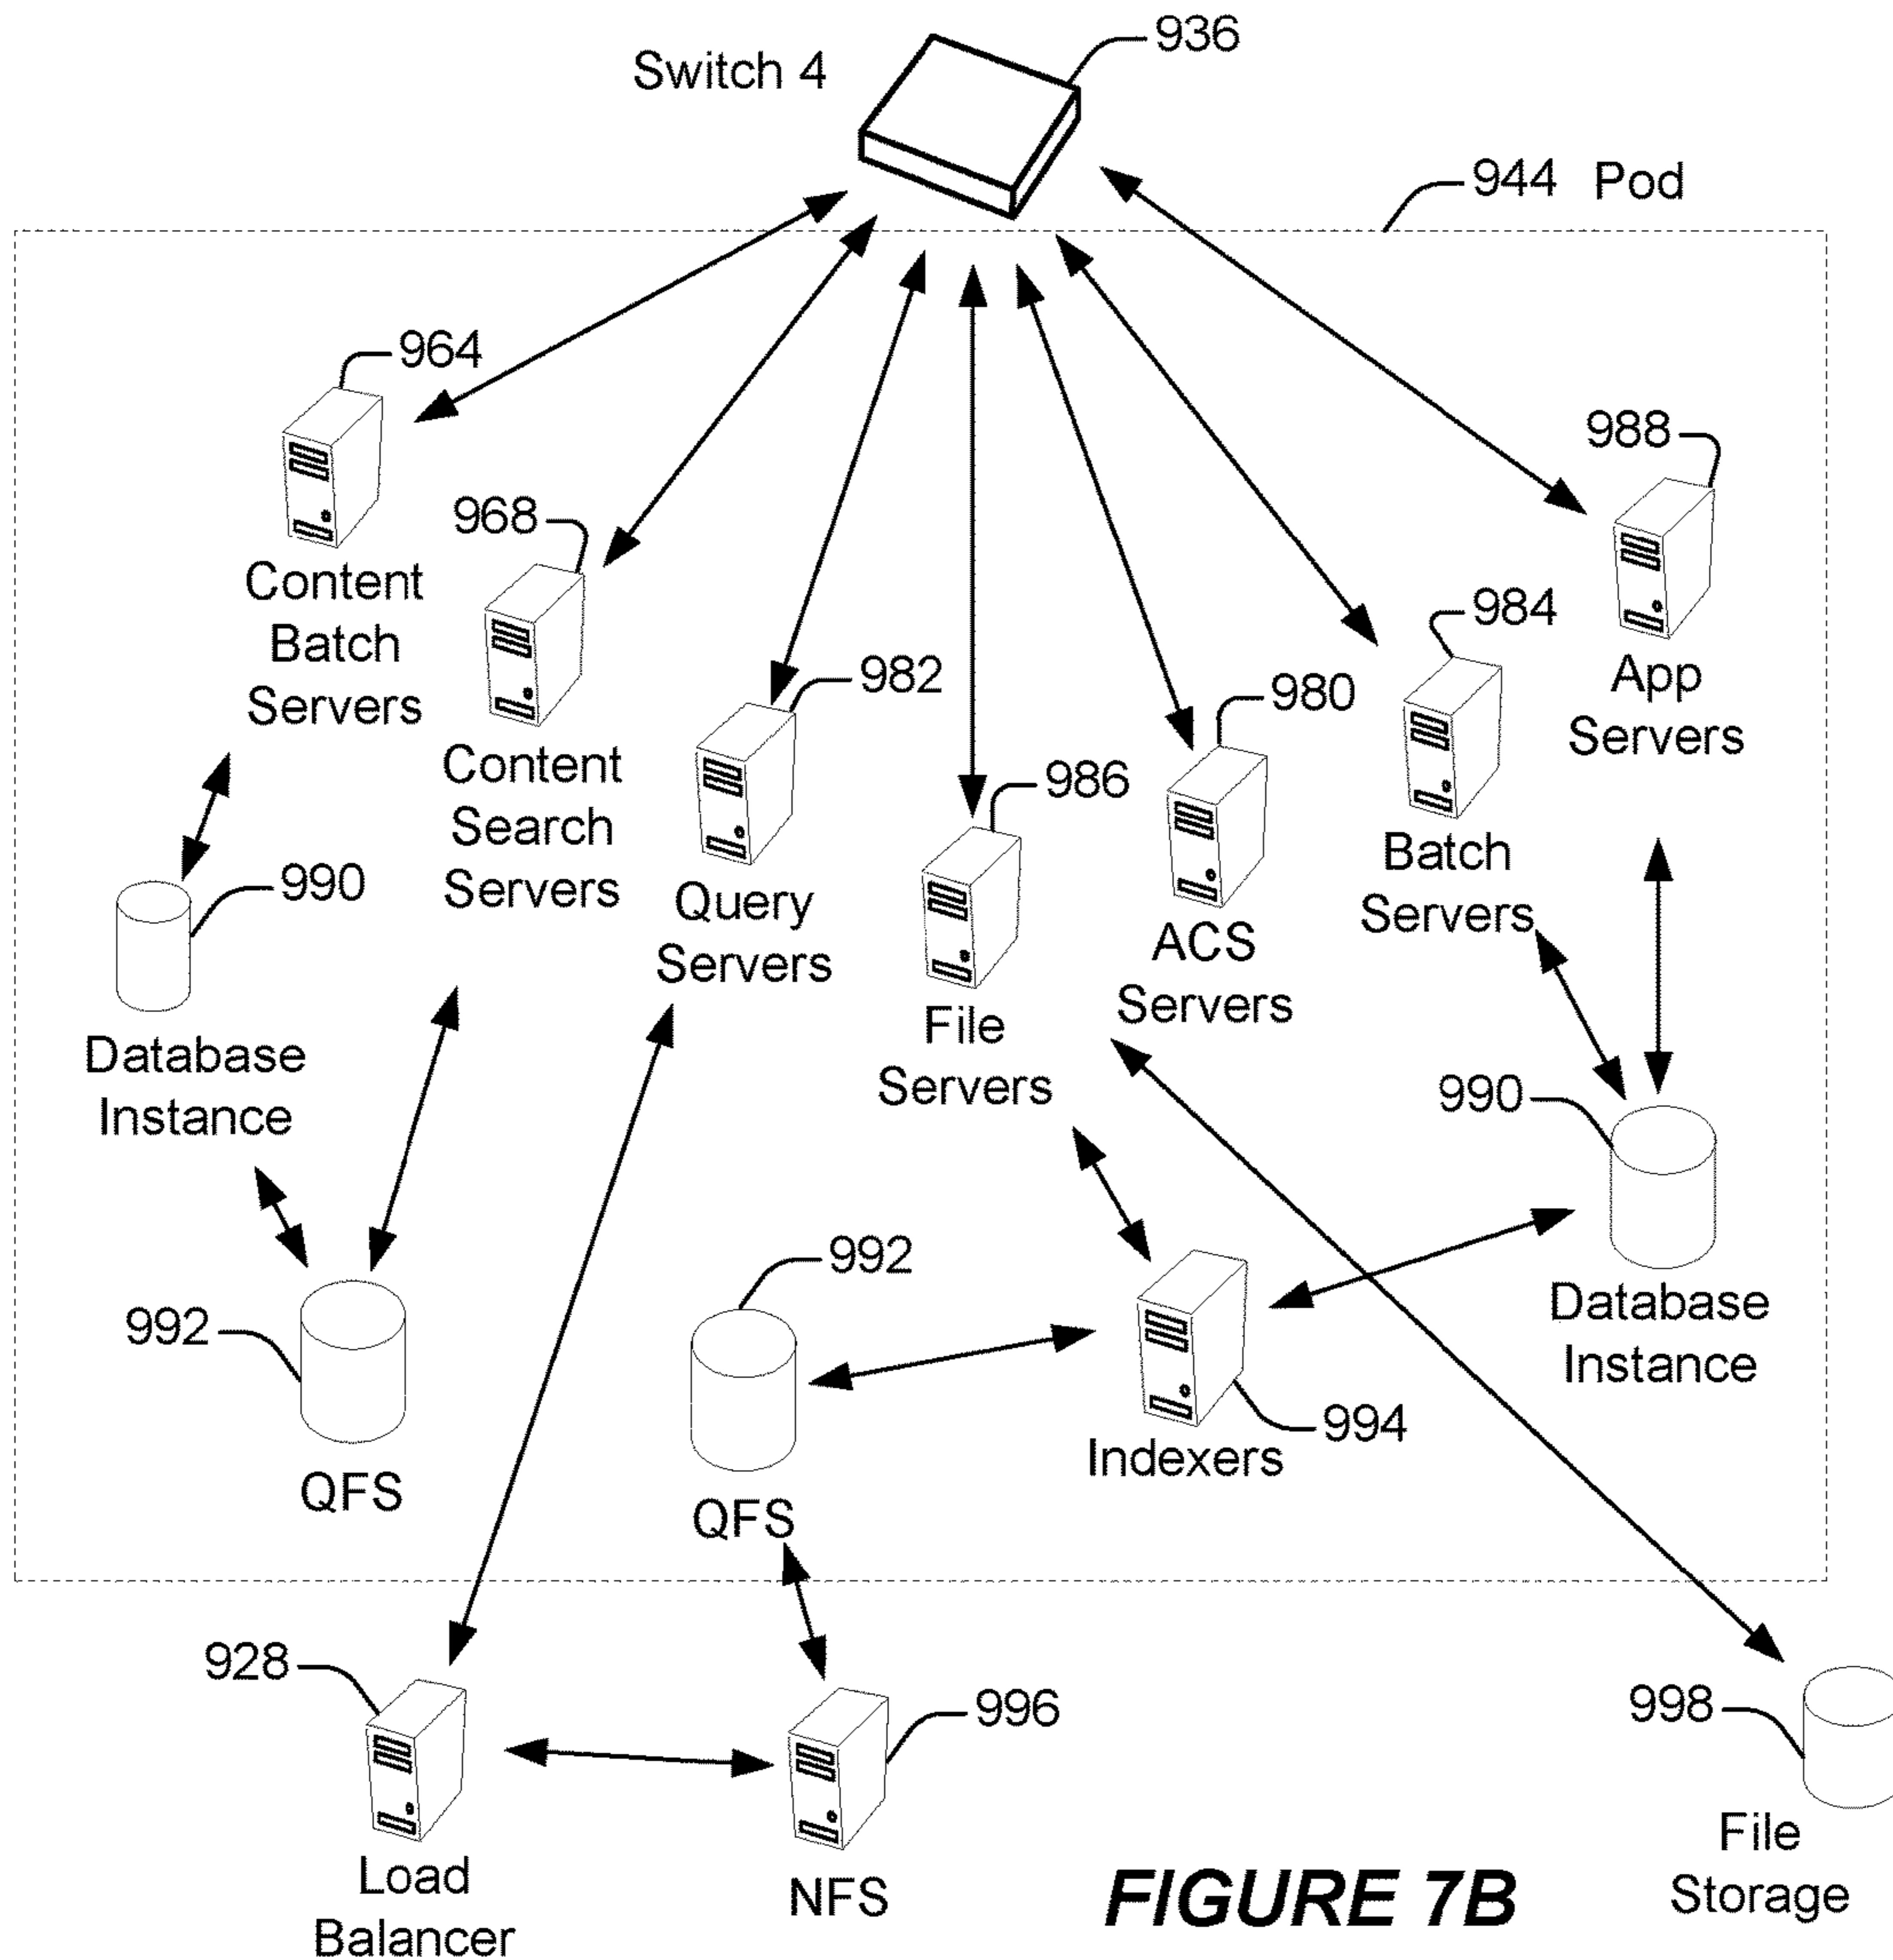 936
Switch 4
944 Pod
964
Content
Batch
Servers
968
Content
Search
Servers
982
Query
Servers
986
File
Servers
980
ACS
Servers
984
Batch
Servers
988
App
Servers
990
Database
Instance
990
Database
Instance
992
QFS
992
QFS
994
Indexers
928
Load
Balancer
996
NFS
998
File
Storage
FIGURE 7B